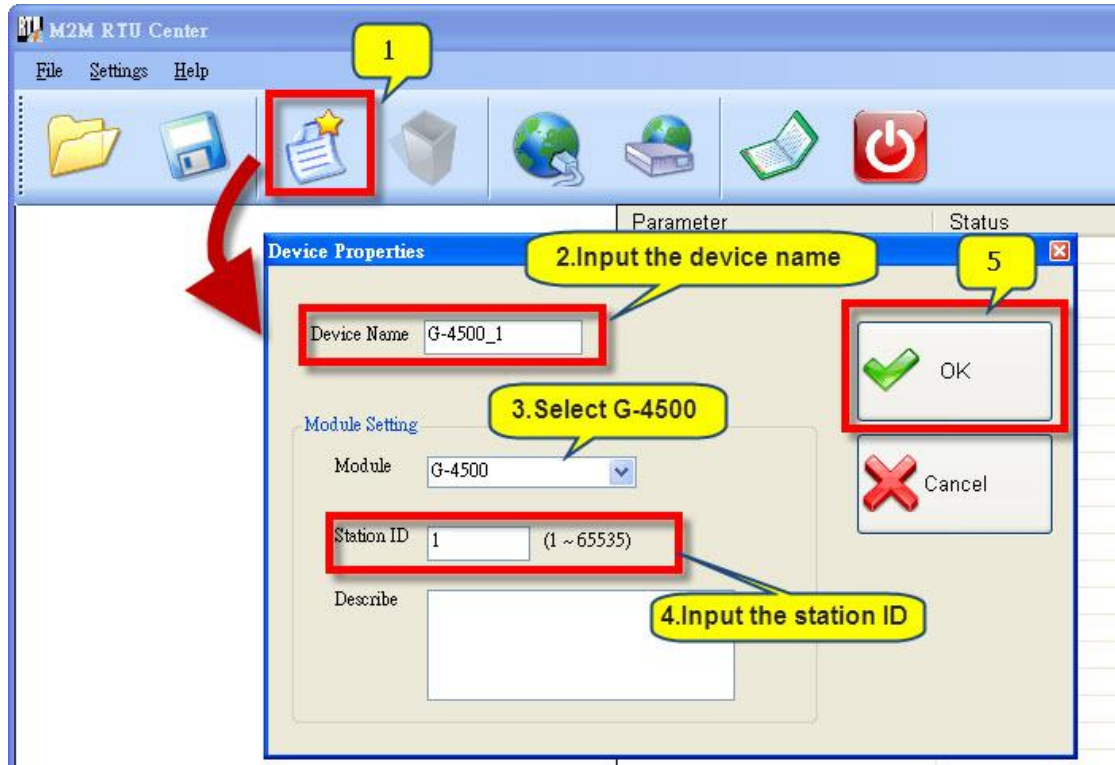 M2M RTU Center
1
File Settings Help
Parameter Status
Device Properties
2.Input the device name
5
Device Name G-4500_1
OK
3.Select G-4500
Module Setting
Module G-4500
Cancel
Station ID 1 (1 ~ 65535)
Describe
4.Input the station ID